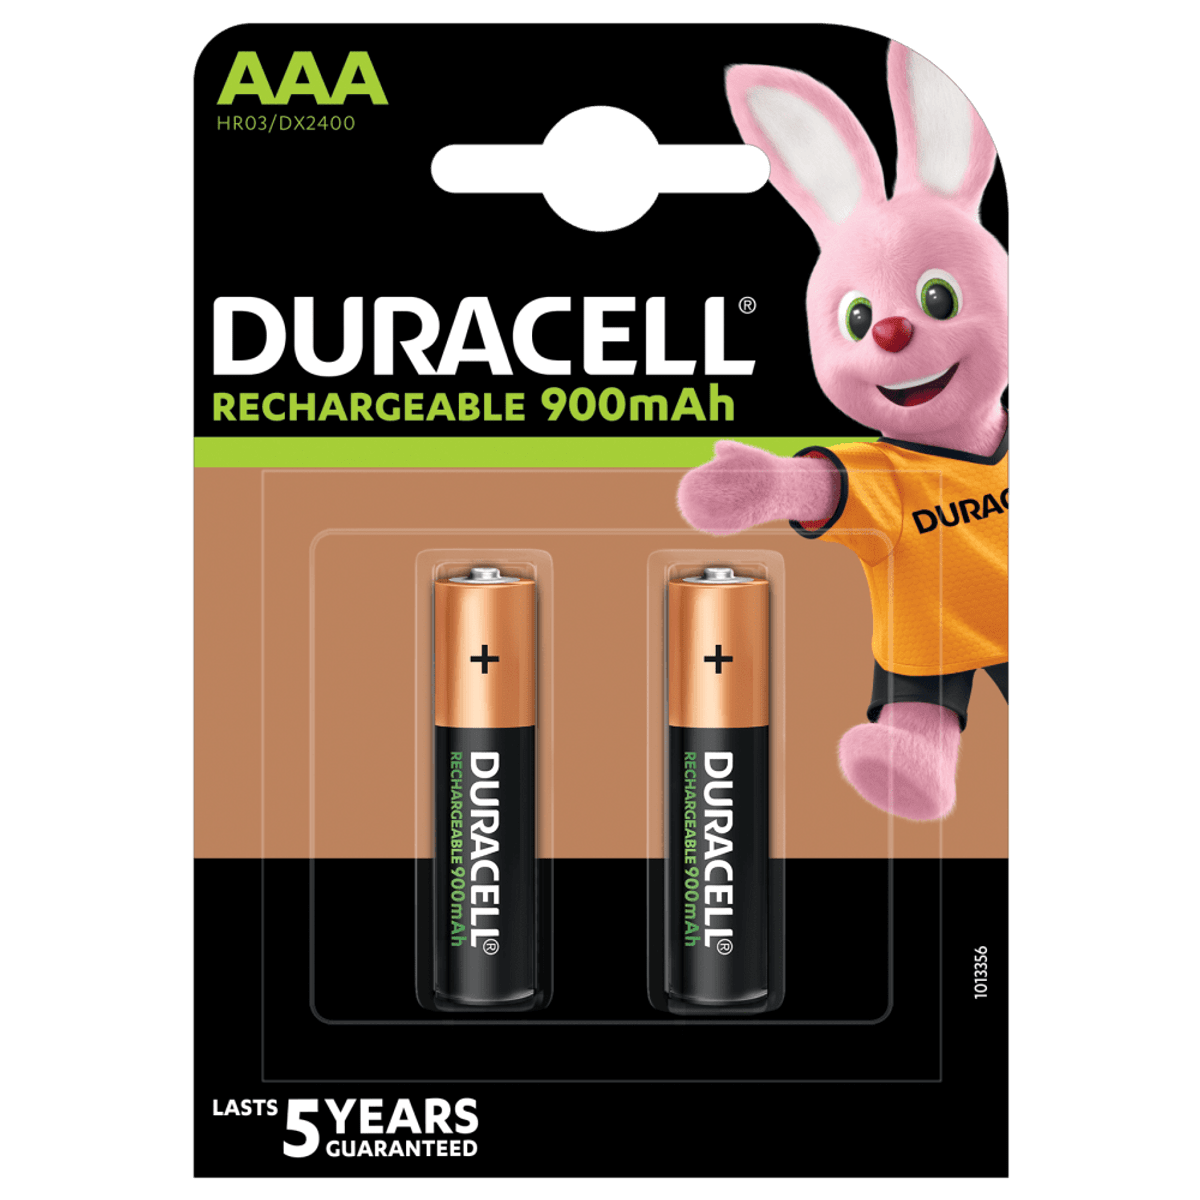 AAA
HR03/DX2400
DURACELL®
RECHARGEABLE 900mAh
DURAC
+
+
DURACELL®
RECHARGEABLE 900mAh
DURACELL®
RECHARGEABLE 900mAh
1013356
LASTS 5 YEARS
GUARANTEED